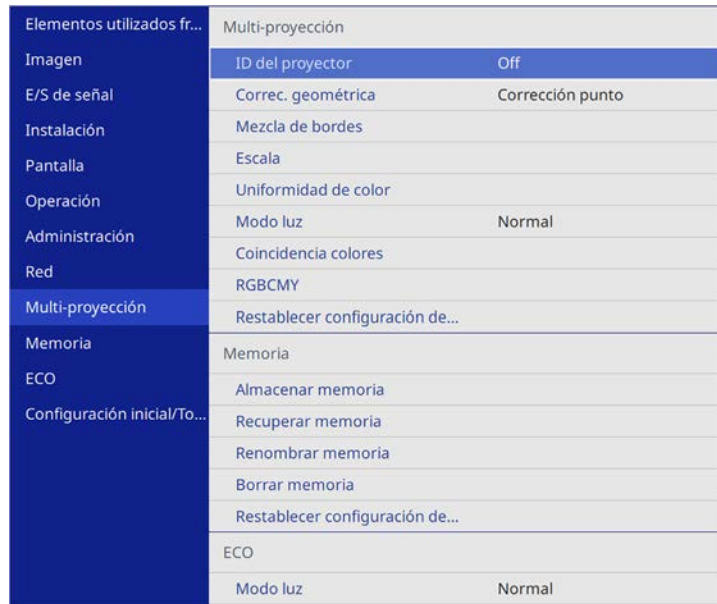 Elementos utilizados fr...
Imagen
E/S de señal
Instalación
Pantalla
Operación
Administración
Red
Multi-proyección
Memoria
ECO
Configuración inicial/To...
Multi-proyección
ID del proyector Off
Correc. geométrica Corrección punto
Mezcla de bordes
Escala
Uniformidad de color
Modo luz Normal
Coincidencia colores
RGBCMY
Restablecer configuración de...
Memoria
Almacenar memoria
Recuperar memoria
Renombrar memoria
Borrar memoria
Restablecer configuración de...
ECO
Modo luz Normal